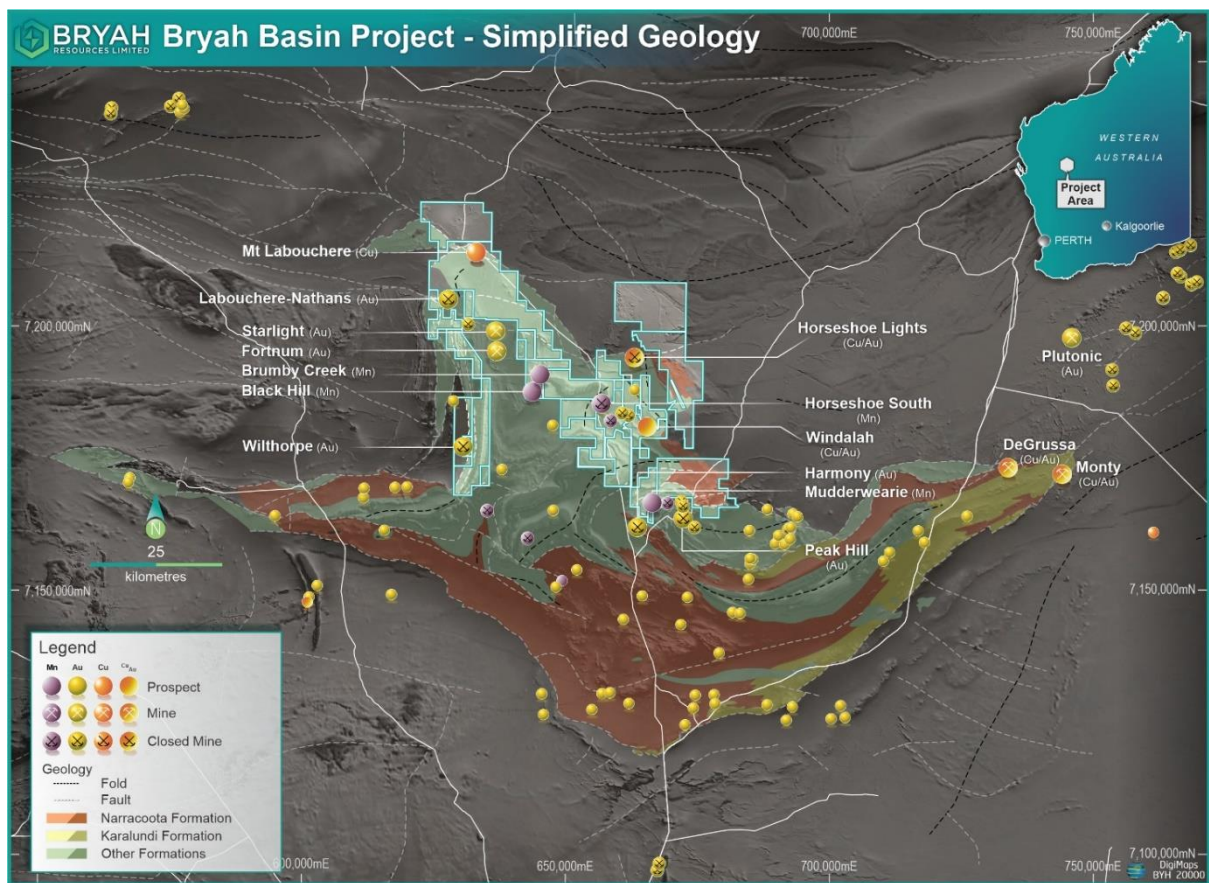 BRYAH
RESOURCES LIMITED
Bryah Basin Project - Simplified Geology
700,000mE
750,000mE
WESTERN
AUSTRALIA
Project
Area
Kalgoorlie
PERTH
Mt Labouchere (Cu)
Labouchere-Nathans (Au)
7,200,000mN
Starlight (Au)
Fortnum (Au)
Brumby Creek (Mn)
Black Hill (Mn)
Wilthorpe (Au)
Horseshoe Lights
(Cu/Au)
7,200,000mN
Plutonic
(Au)
Horseshoe South
(Mn)
Windalah
(Cu/Au)
Harmony (Au)
Mudderwearie (Mn)
DeGrussa
(Cu/Au)
Monty
(Cu/Au)
Peak Hill
(Au)
N
25
kilometres
7,150,000mN
7,150,000mN
Legend
Mn Au Cu Cu Au
Prospect
Mine
Closed Mine
Geology
Fold
Fault
Narracoota Formation
Karalundi Formation
Other Formations
600,000mE
650,000mE
700,000mE
750,000mE
7,100,000mN
DigiMaps
BYH 20000